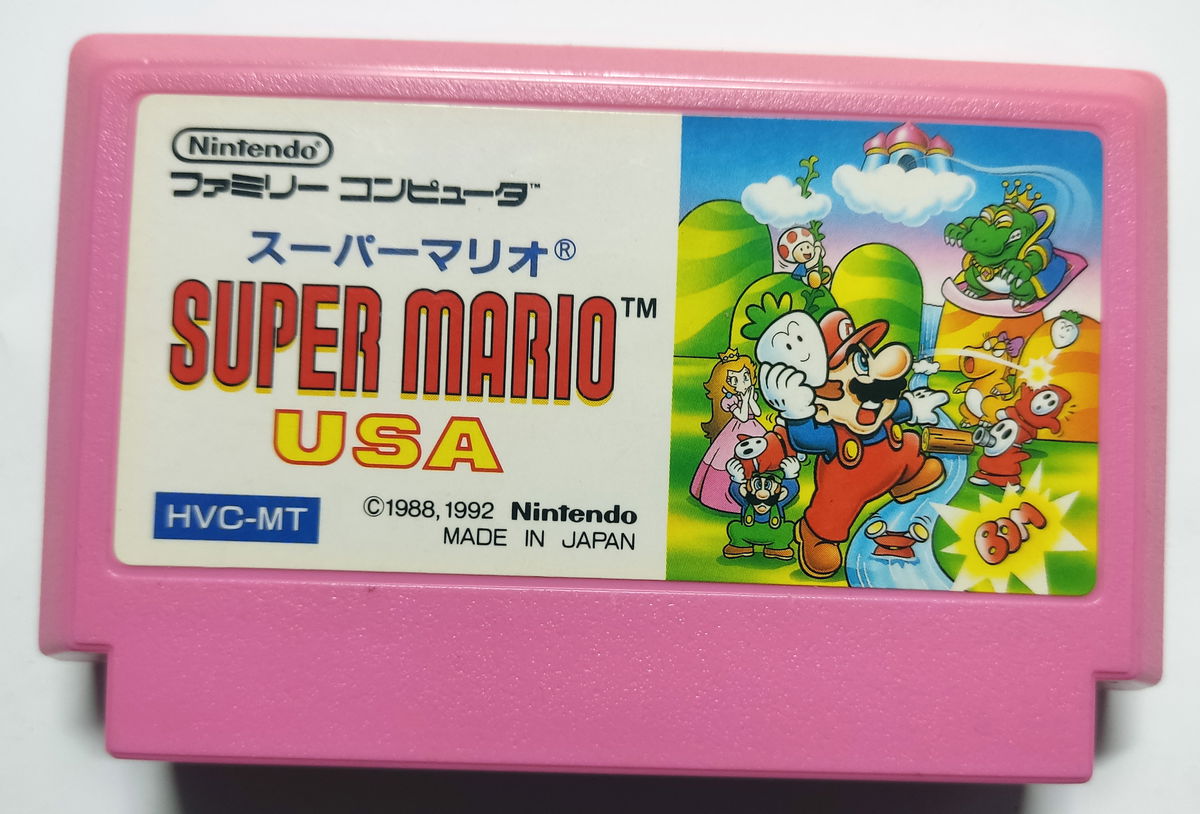 Nintendo®
ファミリー コンピュータ™
スーパーマリオ®
SUPER MARIO™
USA
HVC-MT
©1988,1992 Nintendo
MADE IN JAPAN
BOM